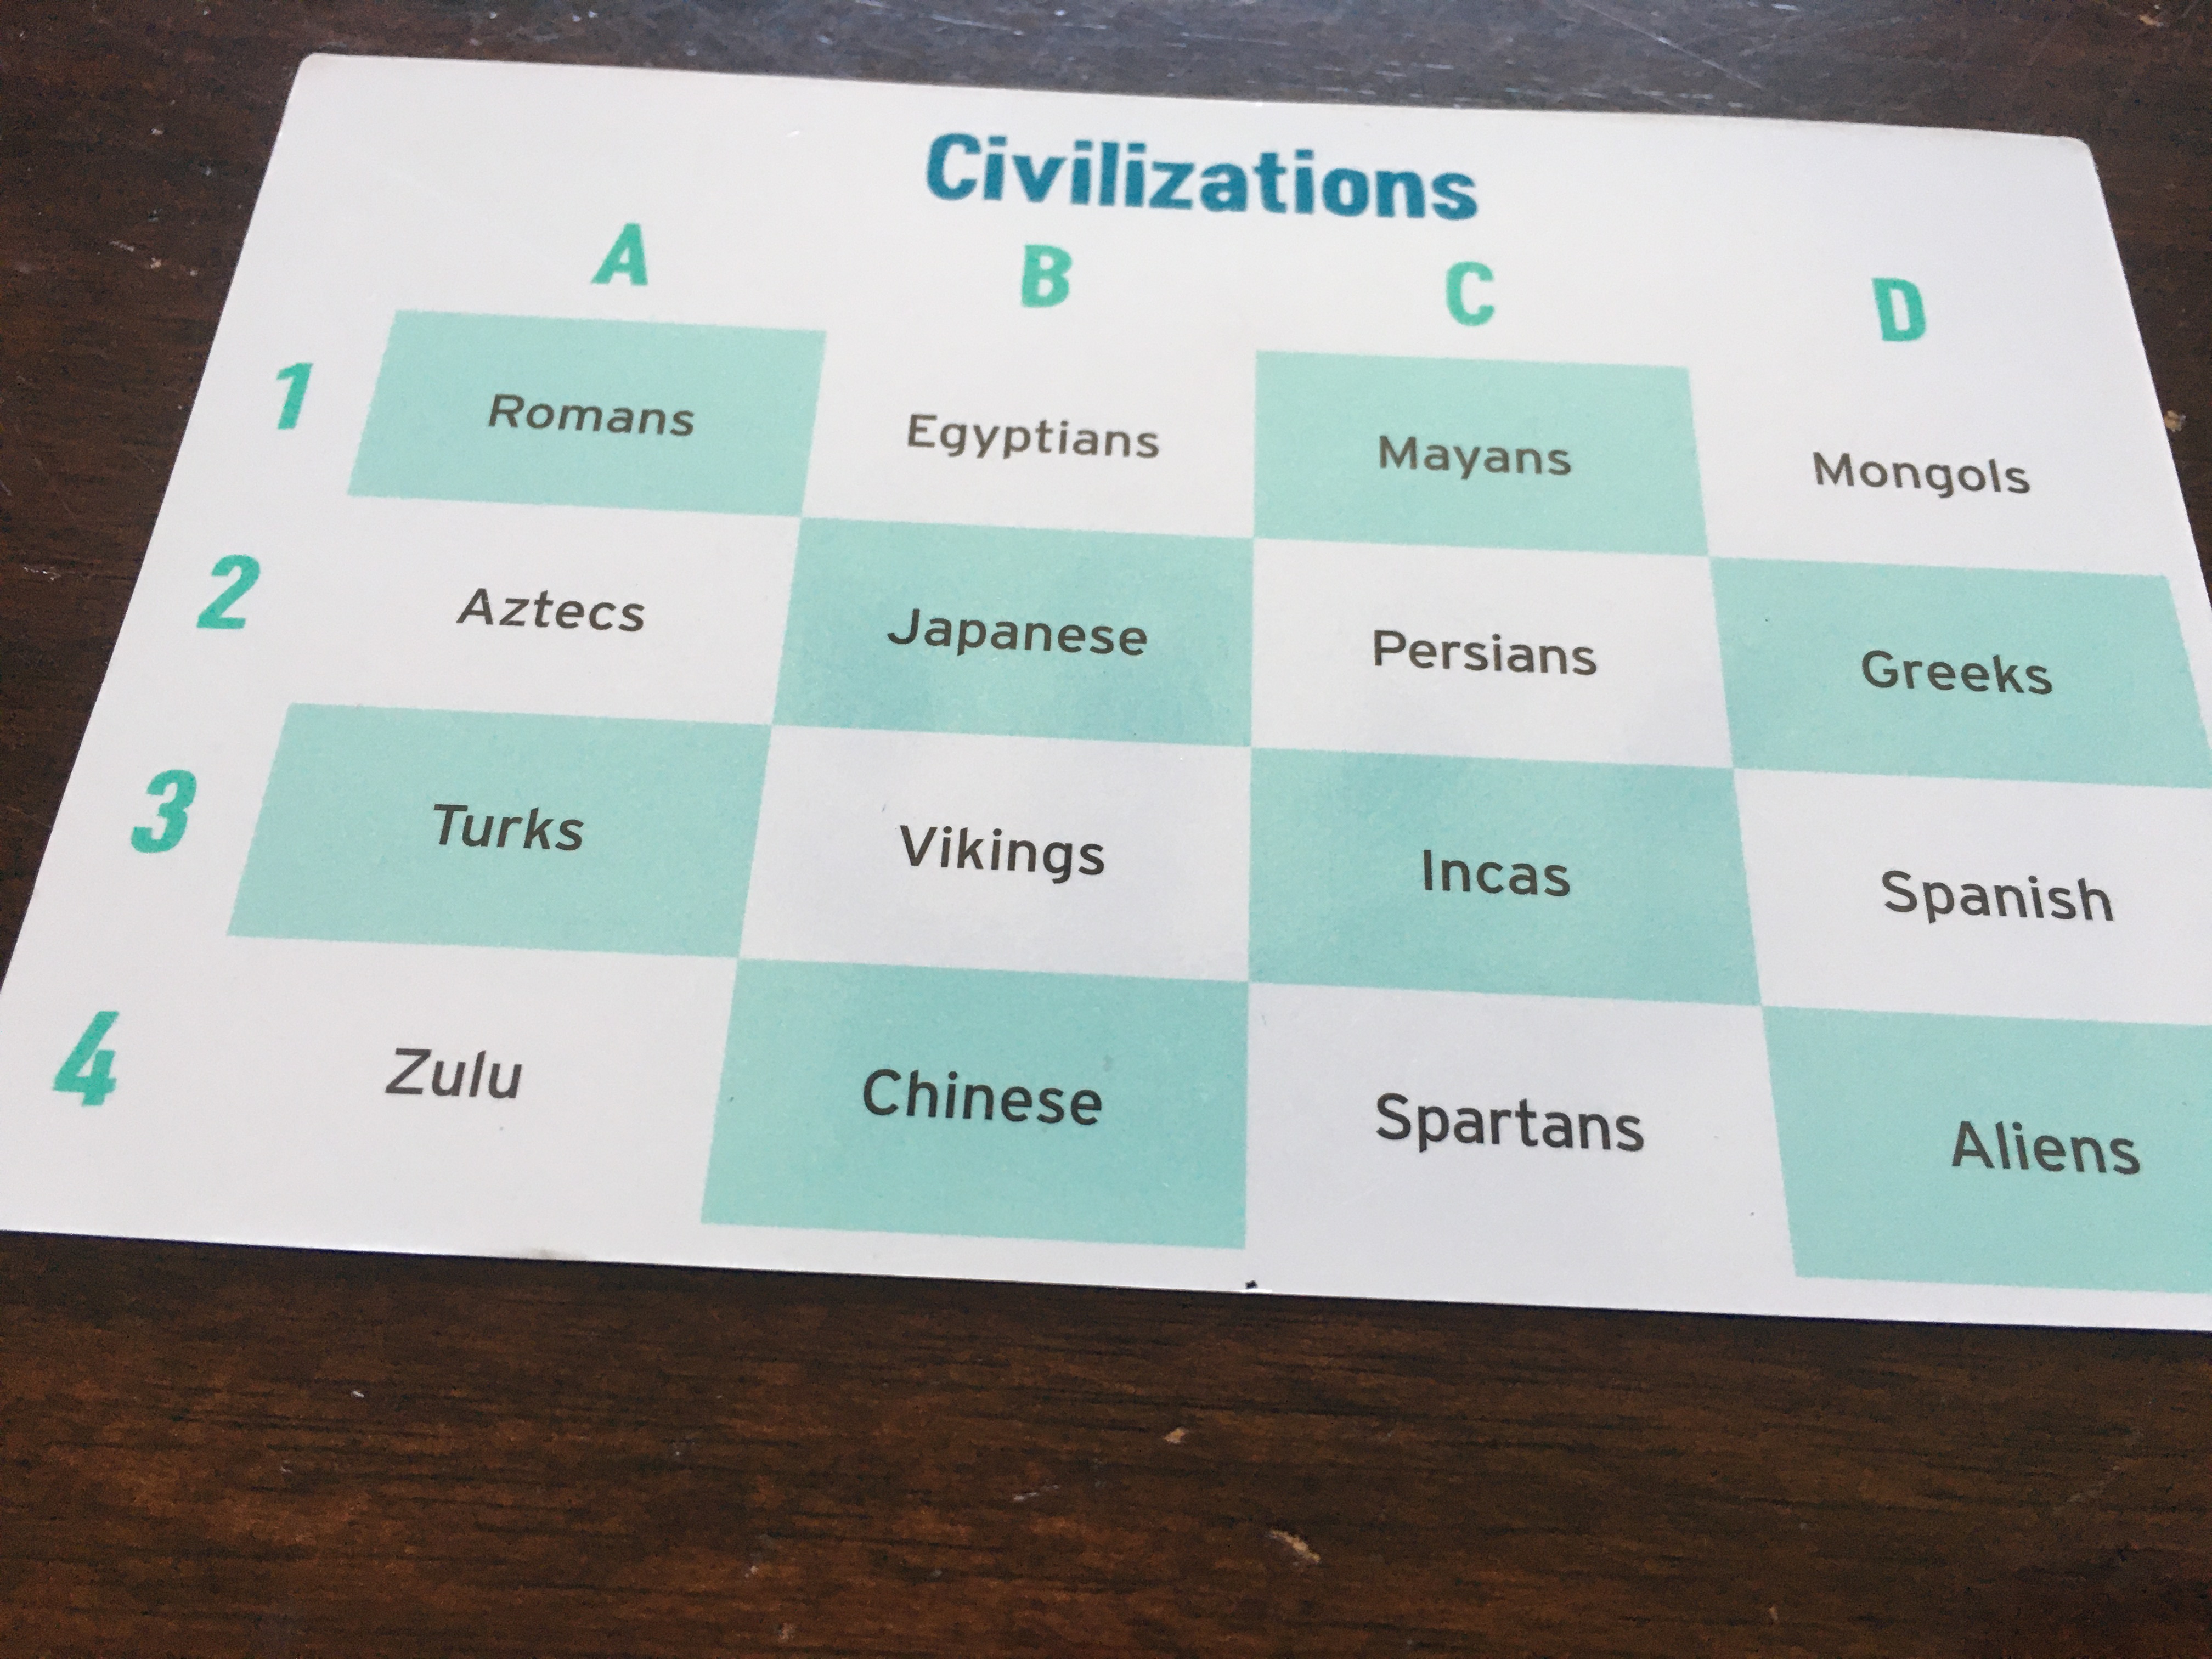 Civilizations
A B C D
1 Romans Egyptians Mayans Mongols
2 Aztecs Japanese Persians Greeks
3 Turks Vikings Incas Spanish
4 Zulu Chinese Spartans Aliens